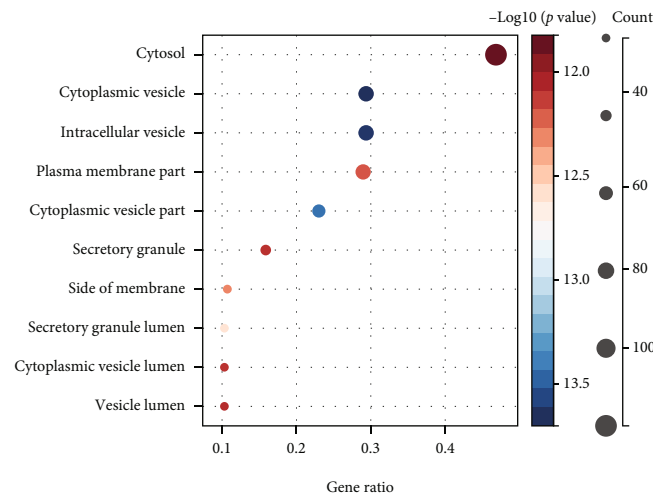 –Log10 (p value)
Count
Cytosol
Cytoplasmic vesicle
Intracellular vesicle
Plasma membrane part
Cytoplasmic vesicle part
Secretory granule
Side of membrane
Secretory granule lumen
Cytoplasmic vesicle lumen
Vesicle lumen
0.1
0.2
0.3
0.4
Gene ratio
12.0
12.5
13.0
13.5
40
60
80
100